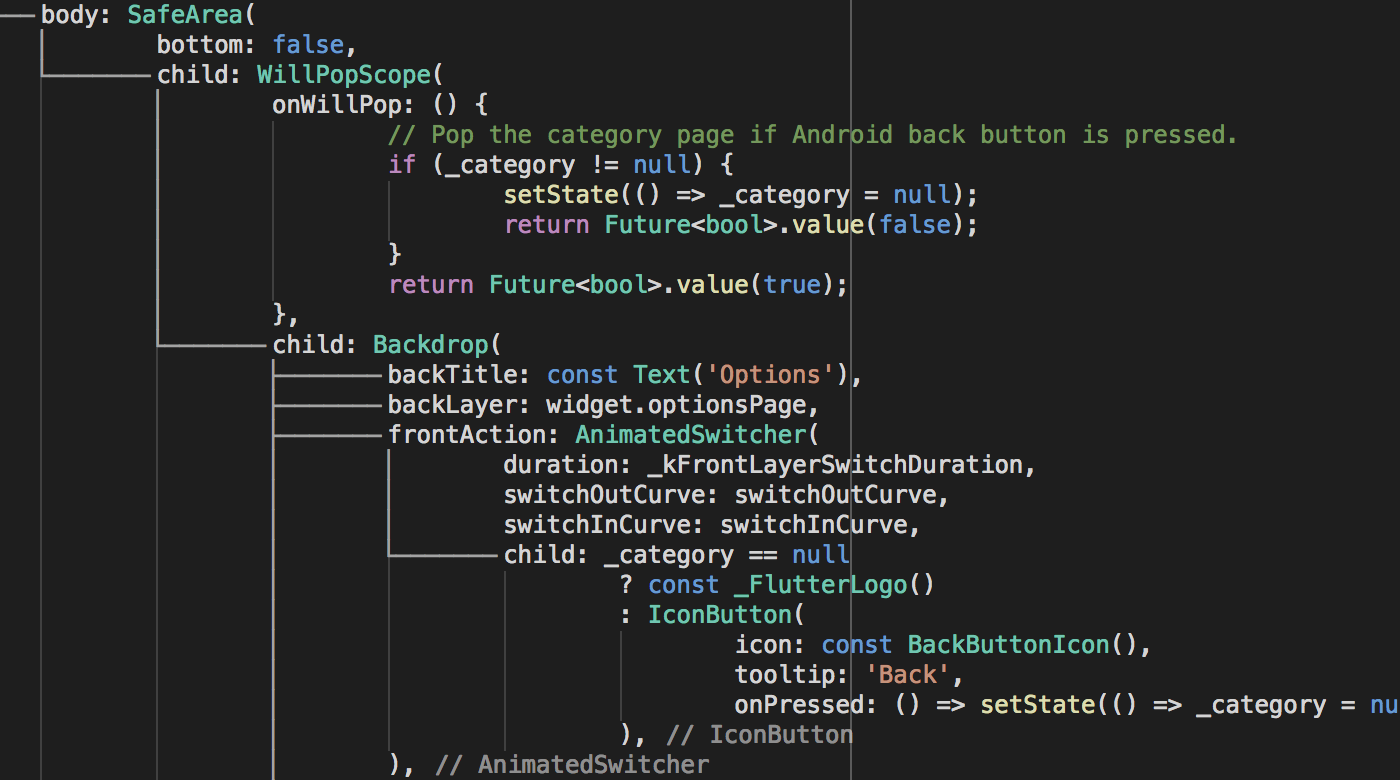 body: SafeArea(
bottom: false,
child: WillPopScope(
onWillPop: () {
// Pop the category page if Android back button is pressed.
if (_category != null) {
setState(() => _category = null);
return Future<bool>.value(false);
}
return Future<bool>.value(true);
},
child: Backdrop(
backTitle: const Text('Options'),
backLayer: widget.optionsPage,
frontAction: AnimatedSwitcher(
duration: _kFrontLayerSwitchDuration,
switchOutCurve: switchOutCurve,
switchInCurve: switchInCurve,
child: _category == null
? const _FlutterLogo()
: IconButton(
icon: const BackButtonIcon(),
tooltip: 'Back',
onPressed: () => setState(() => _category = nu
), // IconButton
), // AnimatedSwitcher